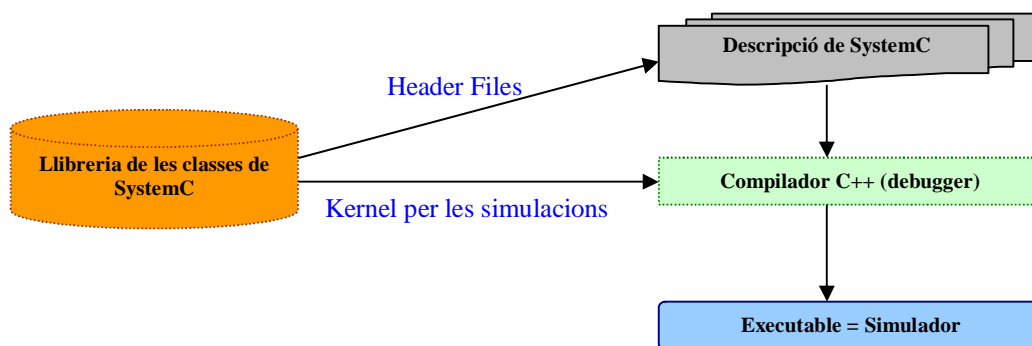 Descripció de SystemC
Header Files
Llibreria de les classes de
SystemC
Compilador C++ (debugger)
Kernel per les simulacions
Executable = Simulador